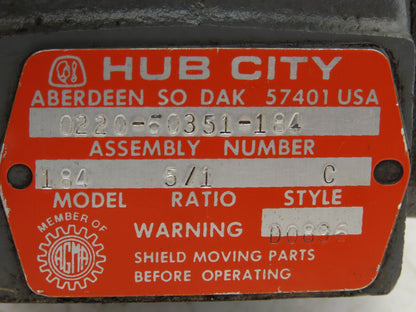 HUB CITY
ABERDEEN SO DAK 57401 USA
0220-60351-184
ASSEMBLY NUMBER
184 5/1 C
MODEL RATIO STYLE
MEMBER OF
AGMA
WARNING D0896
SHIELD MOVING PARTS
BEFORE OPERATING